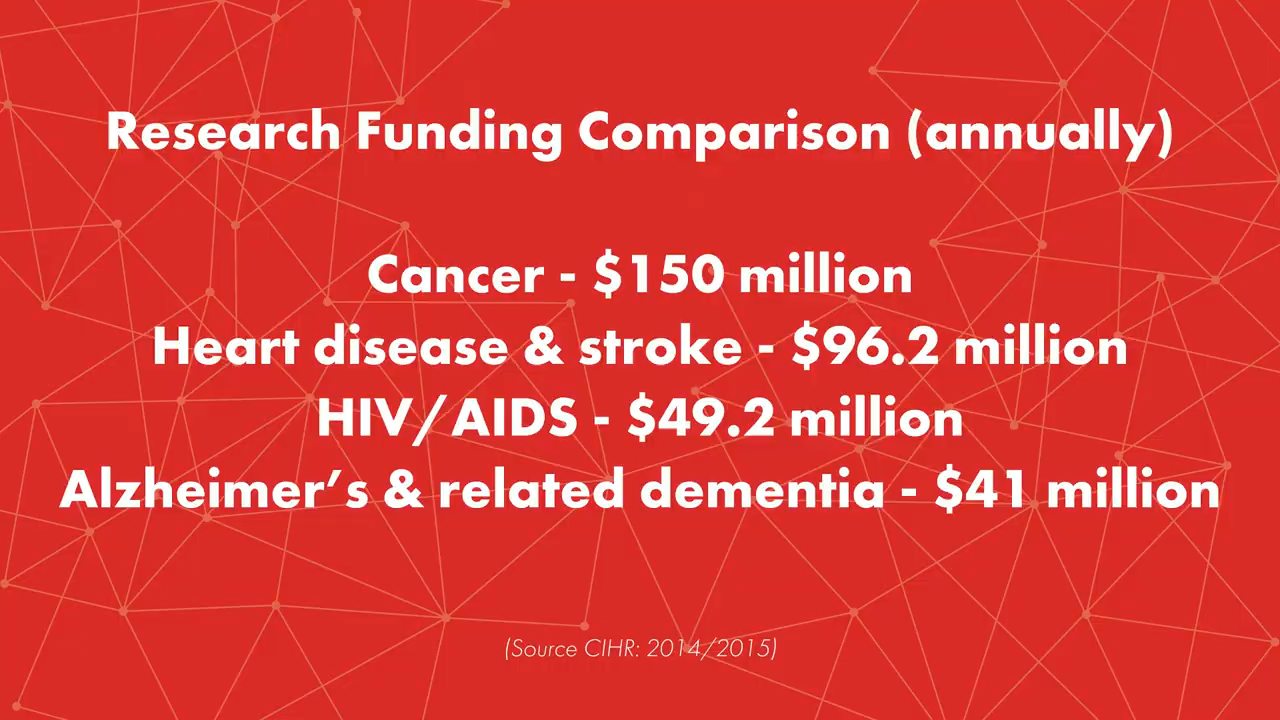 Research Funding Comparison (annually)
Cancer - $150 million
Heart disease & stroke - $96.2 million
HIV/AIDS - $49.2 million
Alzheimer’s & related dementia - $41 million
(Source CIHR: 2014/2015)